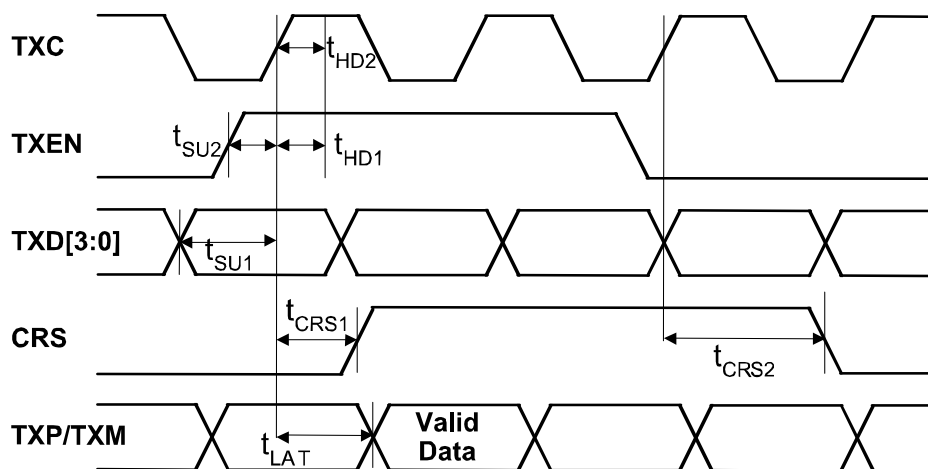 TXC
tHD2
TXEN
tSU2
tHD1
TXD[3:0]
tSU1
CRS
tCRS1
tCRS2
TXP/TXM
tLAT
Valid
Data